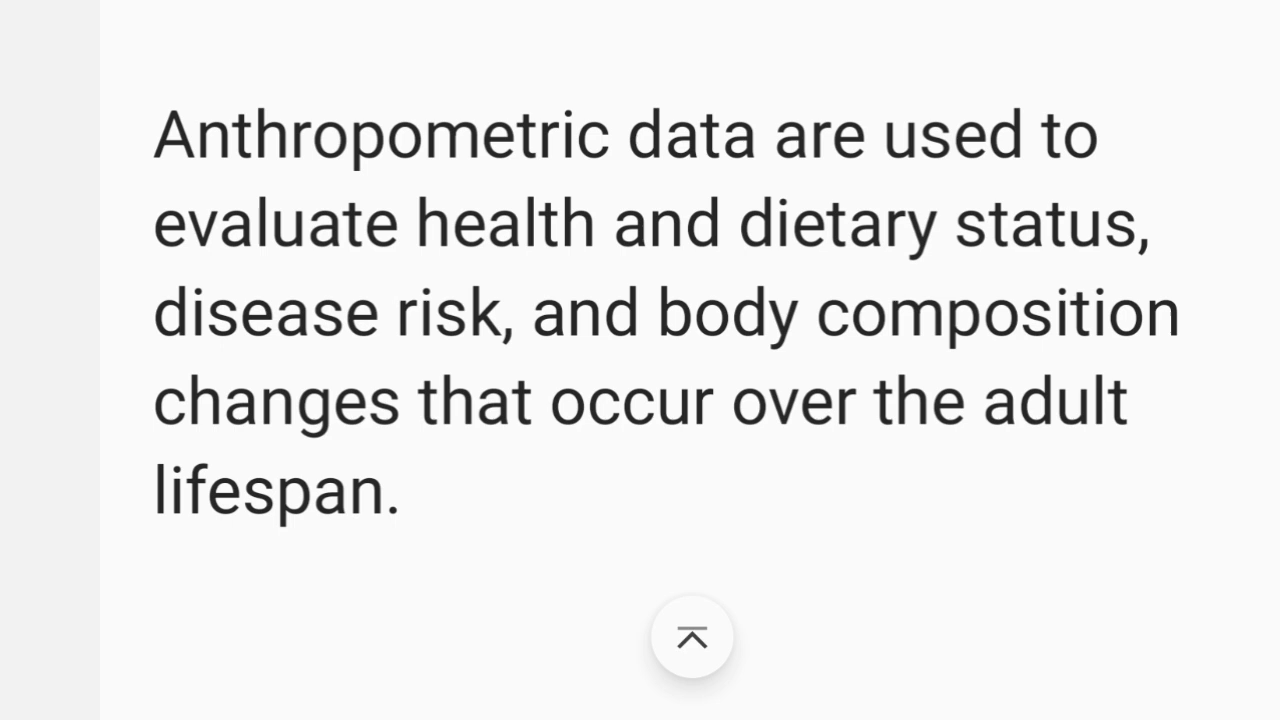 Anthropometric data are used to
evaluate health and dietary status,
disease risk, and body composition
changes that occur over the adult
lifespan.